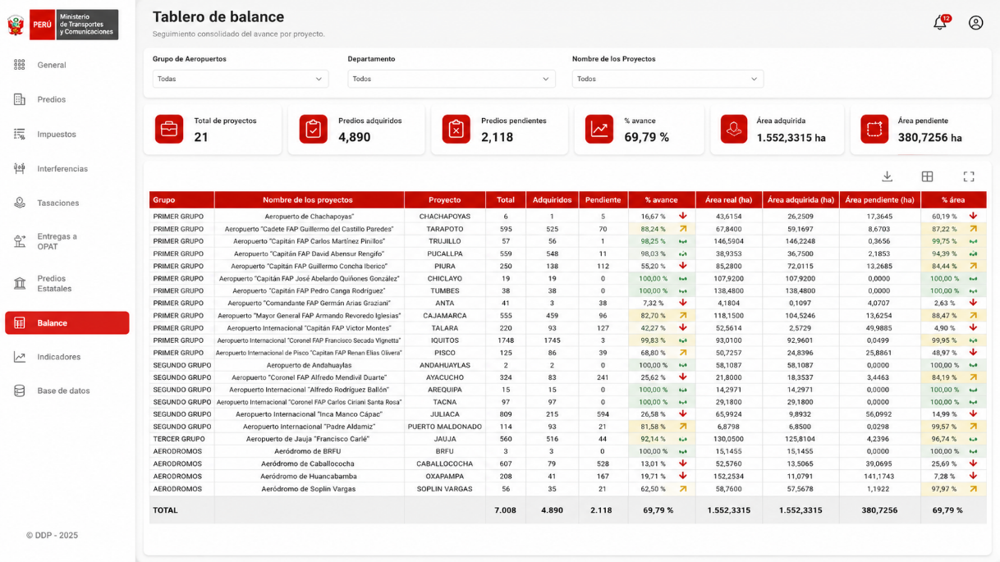 PERÚ
Ministerio
de Transportes
y Comunicaciones
General
Predios
Impuestos
Interferencias
Tasaciones
Entregas a
OPAT
Predios
Estatales
Balance
Indicadores
Base de datos
© DDP - 2025
Tablero de balance
Seguimiento consolidado del avance por proyecto.
12
Grupo de Aeropuertos Departamento Nombre de los Proyectos
Todas Todos Todos
Total de proyectos
21
Predios adquiridos
4,890
Predios pendientes
2,118
% avance
69,79 %
Área adquirida
1.552,3315 ha
Área pendiente
380,7256 ha
Grupo Nombre de los proyectos Proyecto Total Adquiridos Pendiente % avance Área real (ha) Área adquirida (ha) Área pendiente (ha) % área
PRIMER GRUPO Aeropuerto de Chachapoyas" CHACHAPOYAS 6 1 5 16,67 % 43,6154 26,2509 17,3645 60,19 %
PRIMER GRUPO Aeropuerto "Cadete FAP Guillermo del Castillo Paredes" TARAPOTO 595 525 70 88,24 % 67,8400 59,1697 8,6703 87,22 %
PRIMER GRUPO Aeropuerto "Capitán FAP Carlos Martínez Pinillos" TRUJILLO 57 56 1 98,25 % 146,5904 146,2248 0,3656 99,75 %
PRIMER GRUPO Aeropuerto "Capitán FAP David Abensur Rengifo" PUCALLPA 559 548 11 98,03 % 38,9353 36,7500 2,1853 94,39 %
PRIMER GRUPO Aeropuerto "Capitán FAP Guillermo Concha Iberico" PIURA 250 138 112 55,20 % 85,2800 72,0115 13,2685 84,44 %
PRIMER GRUPO Aeropuerto "Capitán FAP José Abelardo Quiñones González" CHICLAYO 19 19 0 100,00 % 107,9200 107,9200 0,0000 100,00 %
PRIMER GRUPO Aeropuerto "Capitán FAP Pedro Canga Rodríguez" TUMBES 38 38 0 100,00 % 138,4800 138,4800 0,0000 100,00 %
PRIMER GRUPO Aeropuerto "Comandante FAP Germán Arias Graziani" ANTA 41 3 38 7,32 % 4,1804 0,1097 4,0707 2,63 %
PRIMER GRUPO Aeropuerto "Mayor General FAP Armando Revoredo Iglesias" CAJAMARCA 555 459 96 82,70 % 118,1500 104,5246 13,6254 88,47 %
PRIMER GRUPO Aeropuerto Internacional "Capitán FAP Victor Montes" TALARA 220 93 127 42,27 % 52,5614 2,5729 49,9885 4,90 %
PRIMER GRUPO Aeropuerto Internacional "Coronel FAP Francisco Secada Vignetta" IQUITOS 1748 1745 3 99,83 % 93,0100 92,9601 0,0499 99,95 %
PRIMER GRUPO Aeropuerto Internacional de Pisco "Capitan FAP Renan Elias Olivera" PISCO 125 86 39 68,80 % 50,7257 24,8396 25,8861 48,97 %
SEGUNDO GRUPO Aeropuerto de Andahuaylas ANDAHUAYLAS 2 2 0 100,00 % 58,1087 58,1087 0,0000 100,00 %
SEGUNDO GRUPO Aeropuerto "Coronel FAP Alfredo Mendivil Duarte" AYACUCHO 324 83 241 25,62 % 21,8000 18,3537 3,4463 84,19 %
SEGUNDO GRUPO Aeropuerto Internacional "Alfredo Rodríguez Ballón" AREQUIPA 15 15 0 100,00 % 14,2971 14,2971 0,0000 100,00 %
SEGUNDO GRUPO Aeropuerto Internacional "Coronel FAP Carlos Ciriani Santa Rosa" TACNA 97 97 0 100,00 % 29,1800 29,1800 0,0000 100,00 %
SEGUNDO GRUPO Aeropuerto Internacional "Inca Manco Cápac" JULIACA 809 215 594 26,58 % 65,9924 9,8932 56,0992 14,99 %
SEGUNDO GRUPO Aeropuerto Internacional "Padre Aldamiz" PUERTO MALDONADO 114 93 21 81,58 % 6,8798 6,8500 0,0298 99,57 %
TERCER GRUPO Aeropuerto de Jauja "Francisco Carlé" JAUJA 560 516 44 92,14 % 130,0500 125,8104 4,2396 96,74 %
AERODROMOS Aeródromo de BRFU BRFU 3 3 0 100,00 % 15,1455 15,1455 0,0000 100,00 %
AERODROMOS Aeródromo de Caballococha CABALLOCOCHA 607 79 528 13,01 % 52,5760 13,5065 39,0695 25,69 %
AERODROMOS Aeródromo de Huancabamba OXAPAMPA 208 41 167 19,71 % 152,2534 11,0791 141,1743 7,28 %
AERODROMOS Aeródromo de Soplin Vargas SOPLIN VARGAS 56 35 21 62,50 % 58,7600 57,5678 1,1922 97,97 %
TOTAL 7.008 4.890 2.118 69,79 % 1.552,3315 1.552,3315 380,7256 69,79 %